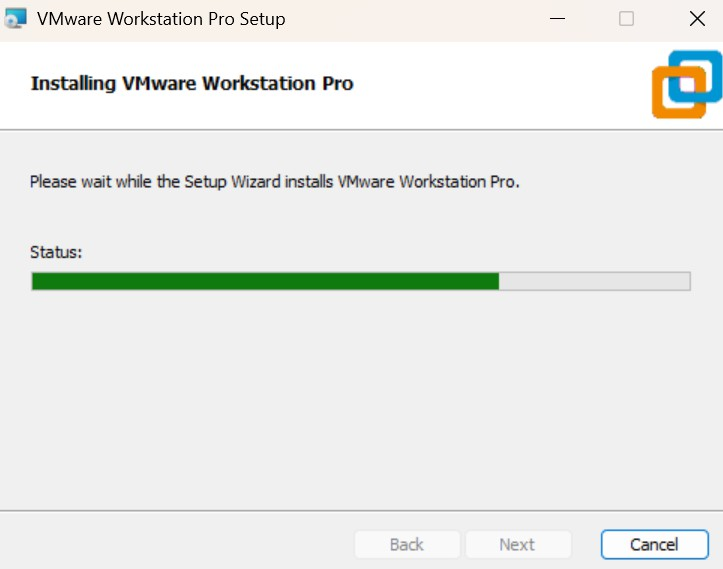 VMware Workstation Pro Setup
Installing VMware Workstation Pro
Please wait while the Setup Wizard installs VMware Workstation Pro.
Status:
Back Next Cancel